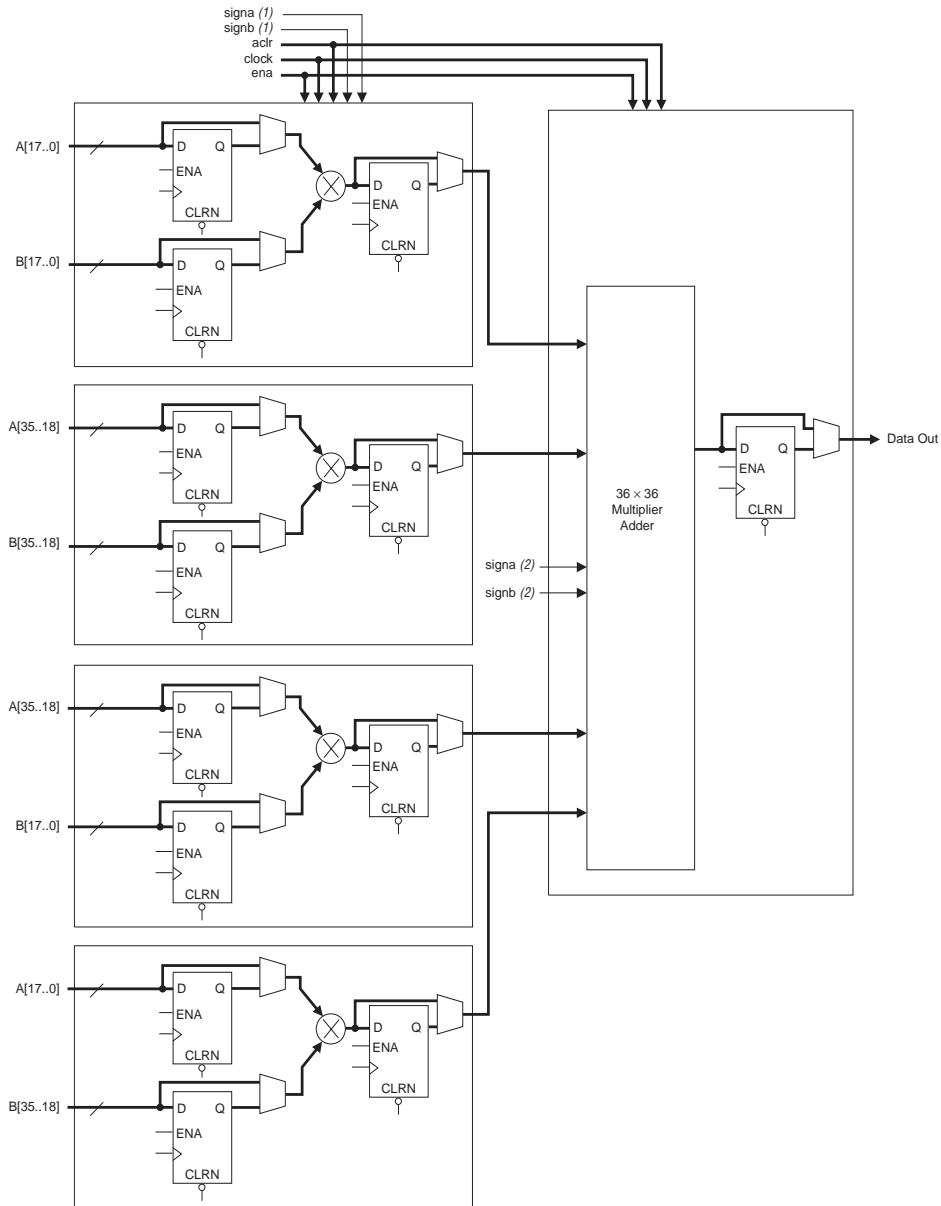 signa (1)
signb (1)
aclr
clock
ena
A[17..0]
D Q
ENA
CLRN
D Q
ENA
CLRN
B[17..0]
D Q
ENA
CLRN
A[35..18]
D Q
ENA
CLRN
D Q
ENA
CLRN
B[35..18]
D Q
ENA
CLRN
36 × 36
Multiplier
Adder
signa (2)
signb (2)
D Q
ENA
CLRN
Data Out
A[35..18]
D Q
ENA
CLRN
D Q
ENA
CLRN
B[17..0]
D Q
ENA
CLRN
A[17..0]
D Q
ENA
CLRN
D Q
ENA
CLRN
B[35..18]
D Q
ENA
CLRN